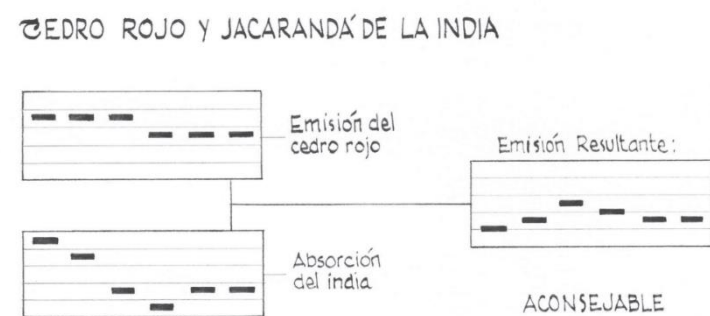 CEDRO ROJO Y JACARANDÁ DE LA INDIA
Emisión del
cedro rojo
Emisión Resultante:
Absorción
del india
ACONSEJABLE